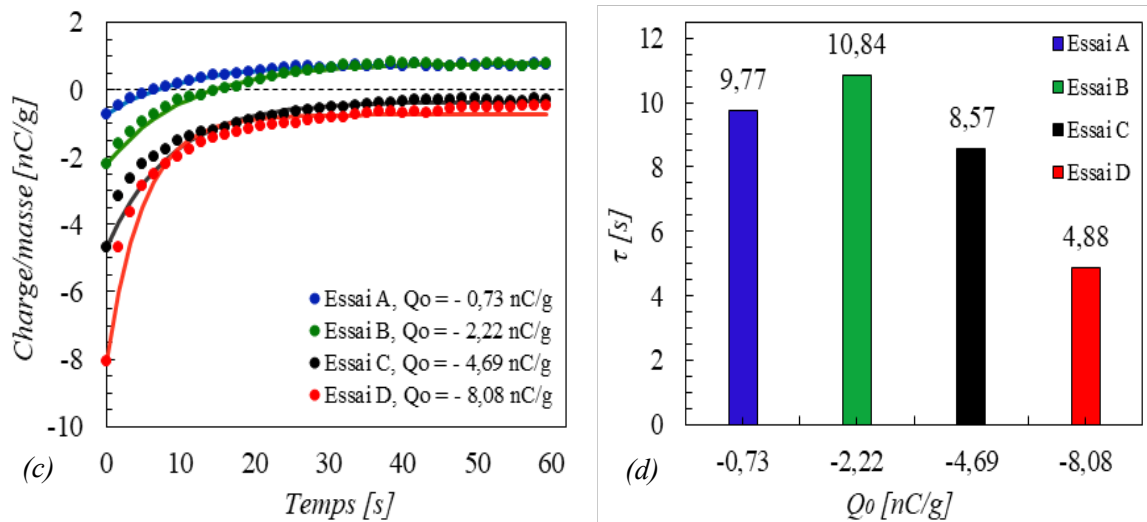 2
0
-2
-4
-6
-8
-10
Charge/masse [nC/g]
Essai A, Qo = - 0,73 nC/g
Essai B, Qo = - 2,22 nC/g
Essai C, Qo = - 4,69 nC/g
Essai D, Qo = - 8,08 nC/g
0 10 20 30 40 50 60
(c)
Temps [s]
12
10
8
6
4
2
0
τ [s]
9,77
10,84
8,57
4,88
Essai A
Essai B
Essai C
Essai D
-0,73 -2,22 -4,69 -8,08
(d)
Q0 [nC/g]